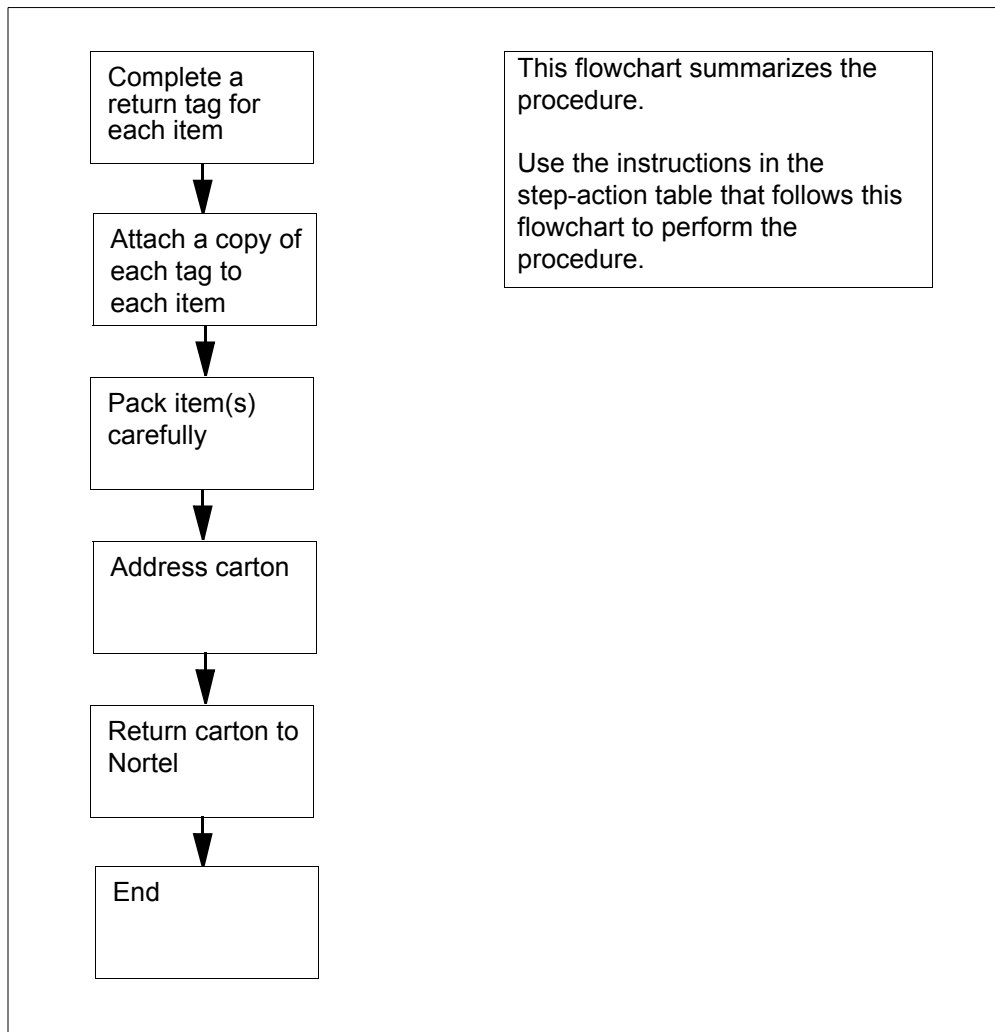 Complete a
return tag for
each item
Attach a copy of
each tag to
each item
Pack item(s)
carefully
Address carton
Return carton to
Nortel
End
This flowchart summarizes the
procedure.
Use the instructions in the
step-action table that follows this
flowchart to perform the
procedure.